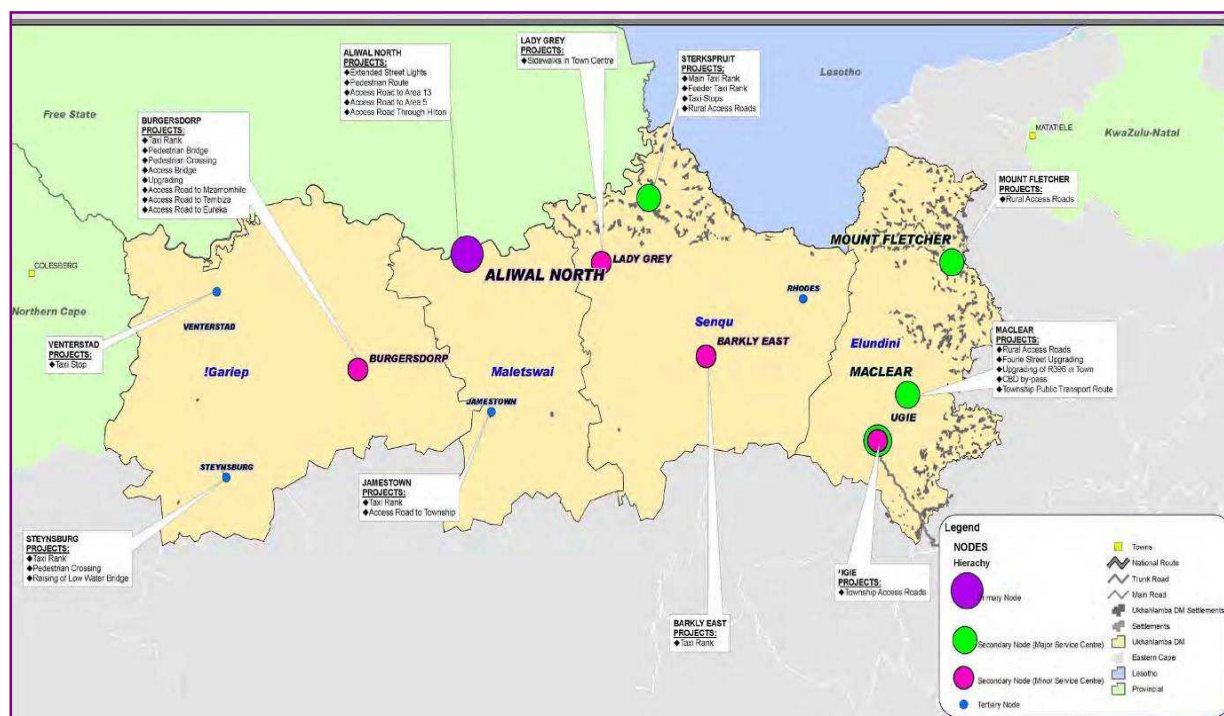 ALIWAL NORTH
PROJECTS:
◆Extended Street Lights
◆Pedestrian Route
◆Access Road to Area 13
◆Access Road to Area 5
◆Access Road Through Hilton
LADY GREY
PROJECTS:
◆Sidewalks in Town Centre
STERKSPRUIT
PROJECTS:
◆Main Taxi Rank
◆Feeder Taxi Rank
◆Taxi Stops
◆Rural Access Roads
Lesotho
Free State
BURGERSDORP
PROJECTS:
◆Taxi Rank
◆Pedestrian Bridge
◆Pedestrian Crossing
◆Access Bridge
◆Upgrading
◆Access Road to Mzamomhile
◆Access Road to Tembiza
◆Access Road to Eureka
MATATIELE
KwaZulu-Natal
MOUNT FLETCHER
PROJECTS:
◆Rural Access Roads
MOUNT FLETCHER
COLESBERG
ALIWAL NORTH
LADY GREY
RHODES
Northern Cape
VENTERSTAD
Senqu
VENTERSTAD
PROJECTS:
◆Taxi Stop
BURGERSDORP
BARKLY EAST
Elundini
MACLEAR
PROJECTS:
◆Rural Access Roads
◆Fourie Street Upgrading
◆Upgrading of R396 in Town
◆CBD by-pass
◆Township Public Transport Route
!Gariep
Maletswai
MACLEAR
JAMESTOWN
UGIE
STEYNSBURG
JAMESTOWN
PROJECTS:
◆Taxi Rank
◆Access Road to Township
STEYNSBURG
PROJECTS:
◆Taxi Rank
◆Pedestrian Crossing
◆Raising of Low Water Bridge
'IGIE
PROJECTS:
◆Township Access Roads
BARKLY EAST
PROJECTS:
◆Taxi Rank
Legend
NODES
Hierachy
Primary Node
Secondary Node (Major Service Centre)
Secondary Node (Minor Service Centre)
Tertiary Node
Towns
National Route
Trunk Road
Main Road
Ukhahlamba DM Settlements
Settlements
Ukhahlamba DM
Eastern Cape
Lesotho
Provincial